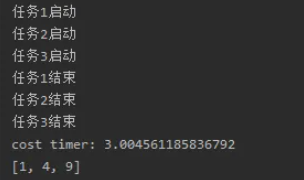 任务1启动
任务2启动
任务3启动
任务1结束
任务2结束
任务3结束
cost timer: 3.004561185836792
[1, 4, 9]